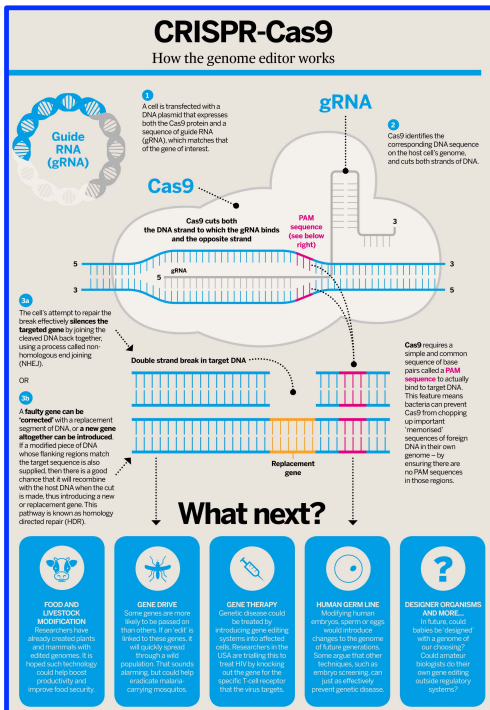 CRISPR-Cas9
How the genome editor works
Guide
RNA
(gRNA)
1
A cell is transfected with a
DNA plasmid that expresses
both the Cas9 protein and a
sequence of guide RNA
(gRNA), which matches that
of the gene of interest.
gRNA
2
Cas9 identifies the
corresponding DNA sequence
on the host cell's genome,
and cuts both strands of DNA.
Cas9
Cas9 cuts both
the DNA strand to which the gRNA binds
and the opposite strand
PAM
sequence
(see below
right)
3
5
3
gRNA
5
3
5
3a
The cell's attempt to repair the
break effectively silences the
targeted gene by joining the
cleaved DNA back together,
using a process called non-
homologous end joining
(NHEJ).
OR
3b
A faulty gene can be
'corrected' with a replacement
segment of DNA, or a new gene
altogether can be introduced.
If a modified piece of DNA
whose flanking regions match
the target sequence is also
supplied, then there is a good
chance that it will recombine
with the host DNA when the cut
is made, thus introducing a new
or replacement gene. This
pathway is known as homology
directed repair (HDR).
Double strand break in target DNA
Replacement
gene
Cas9 requires a
simple and common
sequence of base
pairs called a PAM
sequence to actually
bind to target DNA.
This feature means
bacteria can prevent
Cas9 from chopping
up important
'memorised'
sequences of foreign
DNA in their own
genome – by
ensuring there are
no PAM sequences
in those regions.
What next?
FOOD AND
LIVESTOCK
MODIFICATION
Researchers have
already created plants
and mammals with
edited genomes. It is
hoped such technology
could help boost
productivity and
improve food security.
GENE DRIVE
Some genes are more
likely to be passed on
than others. If an 'edit' is
linked to these genes, it
will quickly spread
through a wild
population. That sounds
alarming, but could help
eradicate malaria-
carrying mosquitos.
GENE THERAPY
Genetic disease could
be treated by
introducing gene editing
systems into affected
cells. Researchers in the
USA are trialling this to
treat HIV by knocking
out the gene for the
specific T-cell receptor
that the virus targets.
HUMAN GERM LINE
Modifying human
embryos, sperm or eggs
would introduce
changes to the genome
of future generations.
Some argue that other
techniques, such as
embryo screening, can
just as effectively
prevent genetic disease.
?
DESIGNER ORGANISMS
AND MORE...
In future, could
babies be 'designed'
with a genome of
our choosing?
Could amateur
biologists do their
own gene editing
outside regulatory
systems?